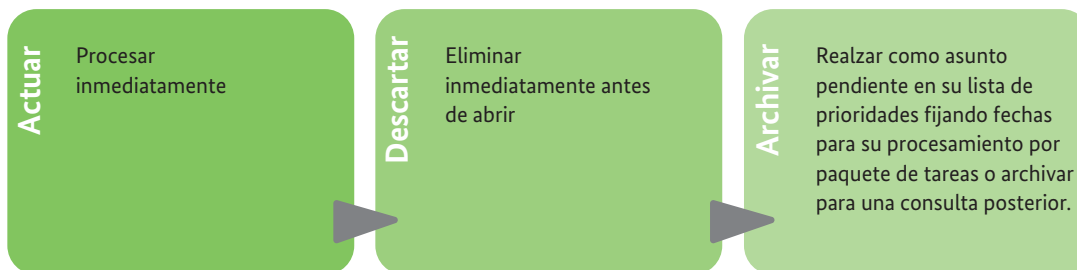 Actuar
Procesar
inmediatamente
Descartar
Eliminar
inmediatamente antes
de abrir
Archivar
Realzar como asunto
pendiente en su lista de
prioridades fijando fechas
para su procesamiento por
paquete de tareas o archivar
para una consulta posterior.